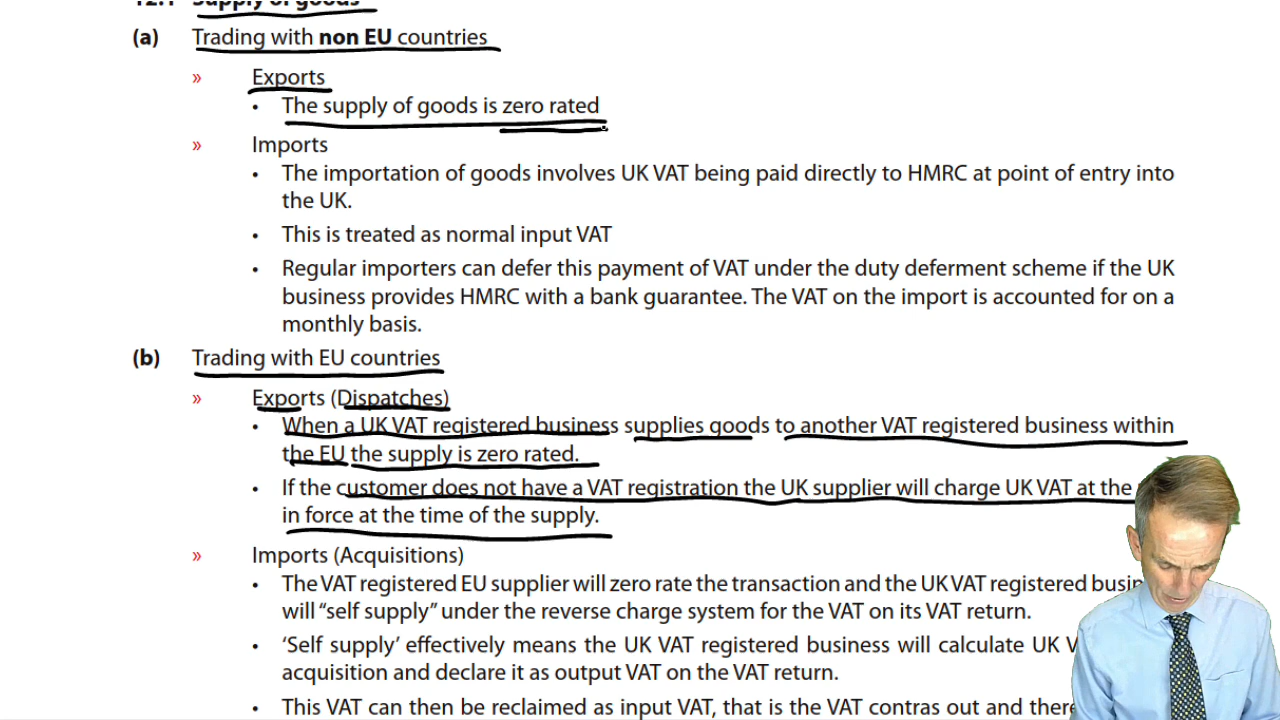 12.1 Supply of goods
(a) Trading with non EU countries
» Exports
• The supply of goods is zero rated
» Imports
• The importation of goods involves UK VAT being paid directly to HMRC at point of entry into
the UK.
• This is treated as normal input VAT
• Regular importers can defer this payment of VAT under the duty deferment scheme if the UK
business provides HMRC with a bank guarantee. The VAT on the import is accounted for on a
monthly basis.
(b) Trading with EU countries
» Exports (Dispatches)
• When a UK VAT registered business supplies goods to another VAT registered business within
the EU the supply is zero rated.
• If the customer does not have a VAT registration the UK supplier will charge UK VAT at the
in force at the time of the supply.
» Imports (Acquisitions)
• The VAT registered EU supplier will zero rate the transaction and the UK VAT registered
will “self supply” under the reverse charge system for the VAT on its VAT return.
• ‘Self supply’ effectively means the UK VAT registered business will calculate UK
acquisition and declare it as output VAT on the VAT return.
• This VAT can then be reclaimed as input VAT, that is the VAT contras out and